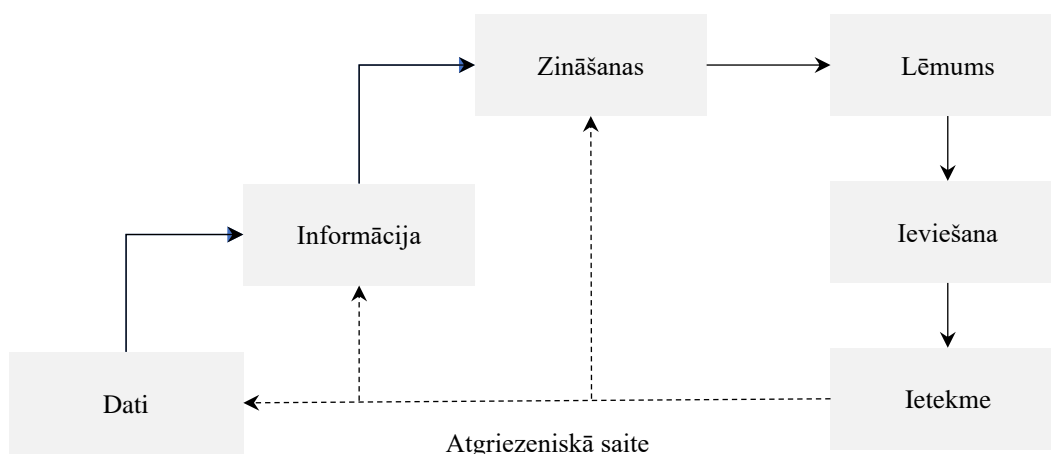 Zināšanas
Lēmums
Informācija
Ieviešana
Dati
Ietekme
Atgriezeniskā saite